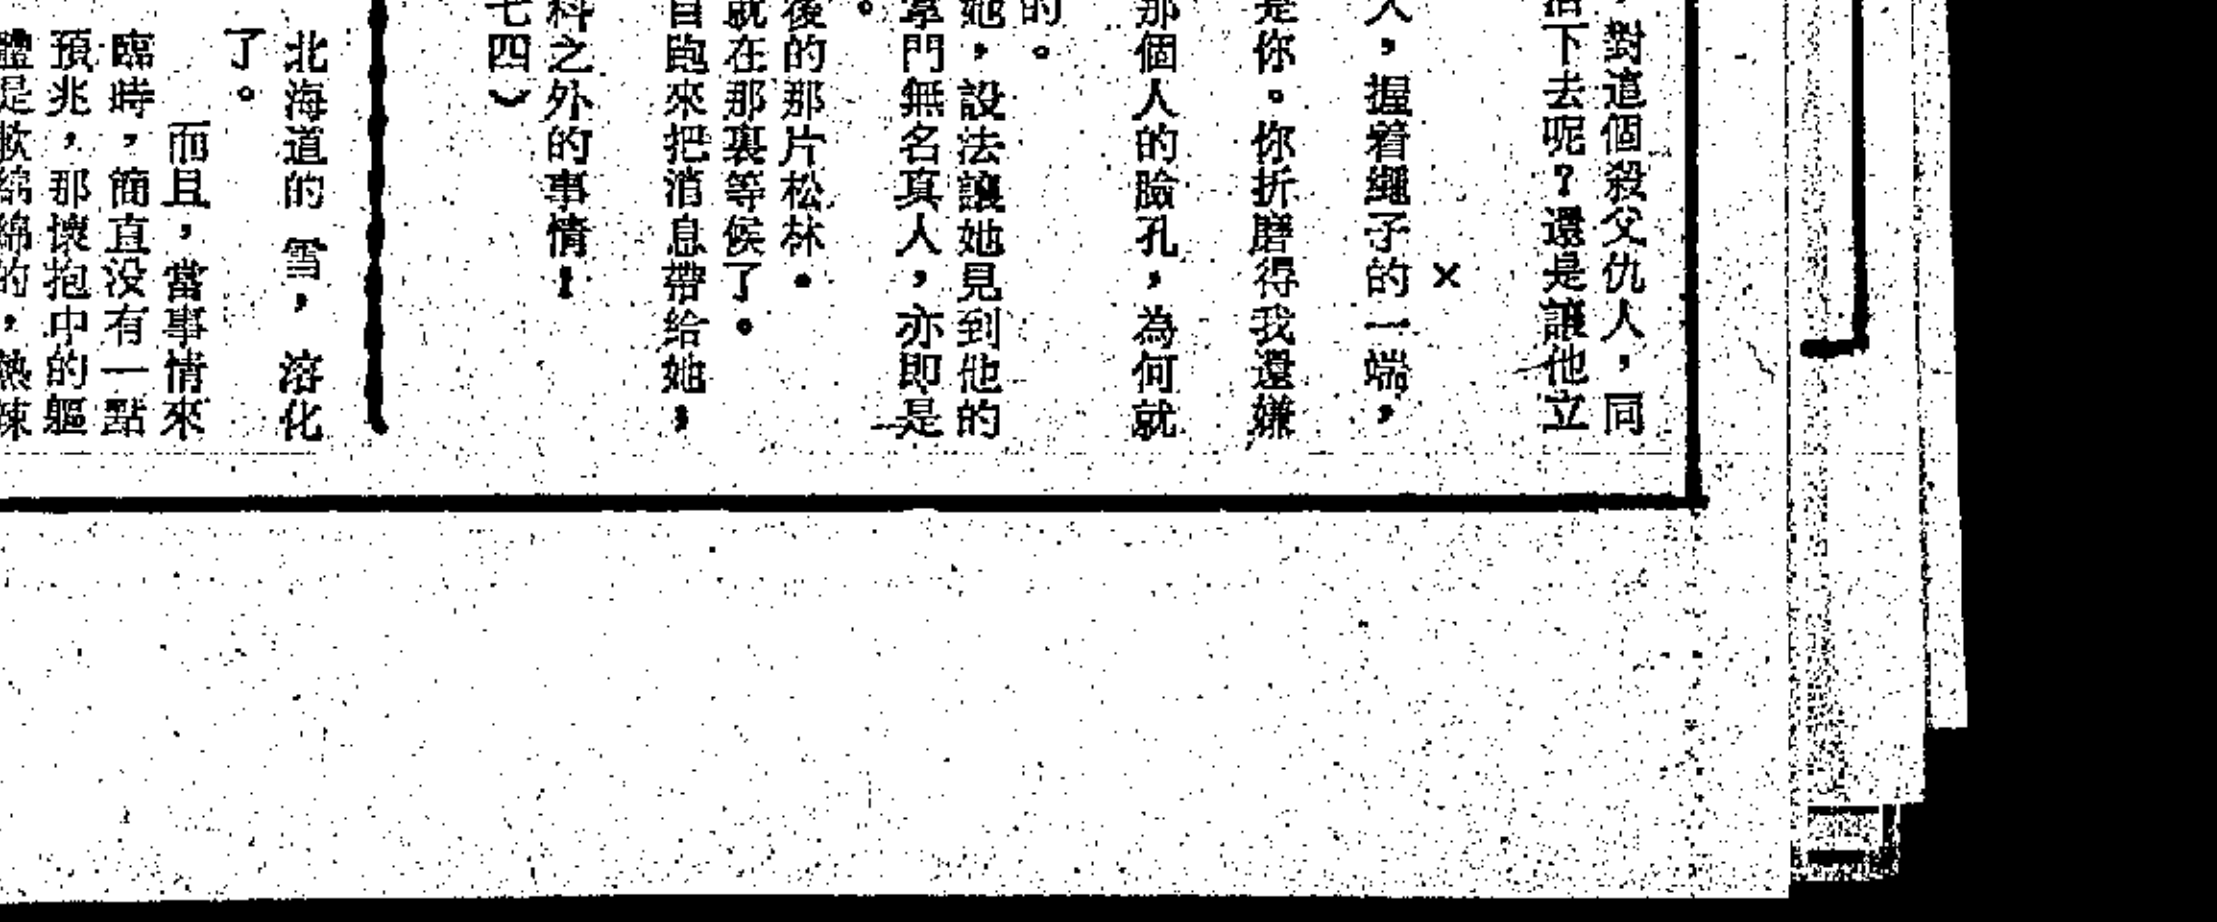 ，對這個殺父仇人，同
活下去呢？還是讓他立
×
人，握着繩子的一端，
是你。你折磨得我還嫌
那個人的臉孔，為何就
的。
她，設法讓她見到他的
掌門無名真人，亦即是
。
後的那片松林。
就在那裏等候了。
自跑來把消息帶给她，
料之外的事情！
七四）
北海道的 雪， 溶化
了。
而且，當事情來
臨時，簡直没有一點
預兆，那懷抱中的軀
體是軟綿綿的，熱辣